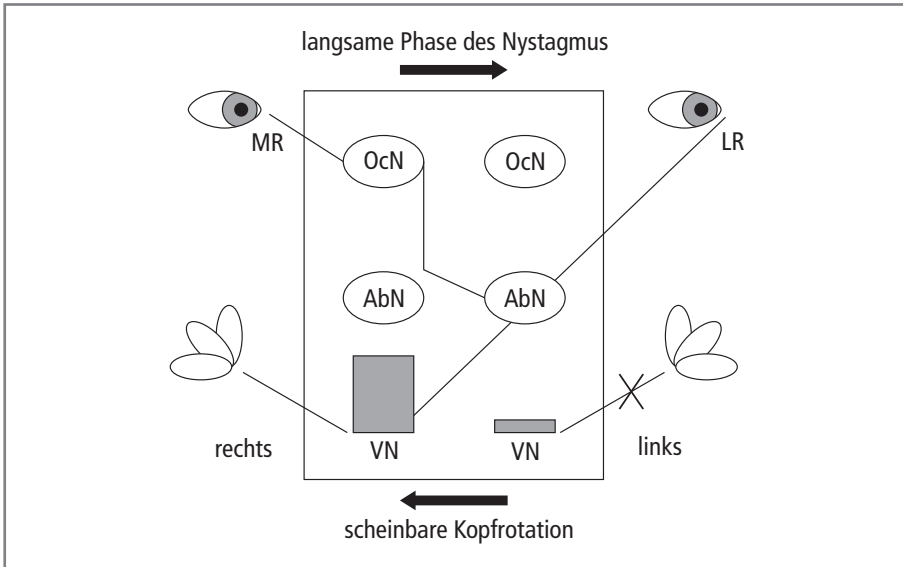 langsame Phase des Nystagmus
MR
LR
OcN
OcN
AbN
AbN
rechts
VN
VN
links
scheinbare Kopfrotation